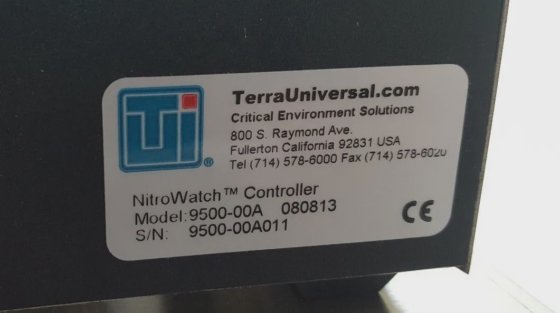 TerraUniversal.com
Critical Environment Solutions
800 S. Raymond Ave.
Fullerton California 92831 USA
Tel (714) 578-6000 Fax (714) 578-6020
Ti®
NitroWatch™ Controller
Model: 9500-00A 080813
S/N: 9500-00A011
CE